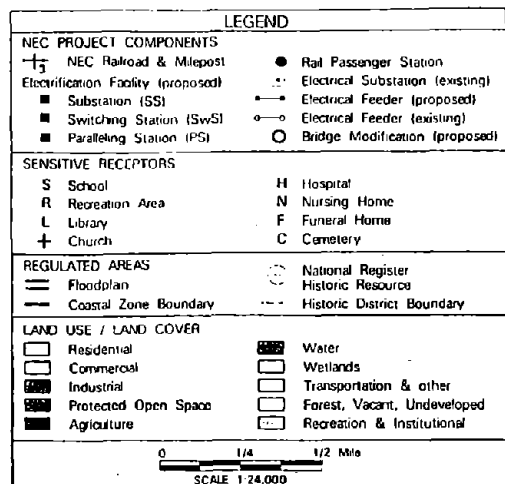 LEGEND
NEC PROJECT COMPONENTS
3 NEC Railroad & Milepost
Electrification Facility (proposed)
Substation (SS)
Switching Station (SwS)
Paralleling Station (PS)
Rail Passenger Station
Electrical Substation (existing)
Electrical Feeder (proposed)
Electrical Feeder (existing)
Bridge Modification (proposed)
SENSITIVE RECEPTORS
S School
R Recreation Area
L Library
Church
H Hospital
N Nursing Home
F Funeral Home
C Cemetery
REGULATED AREAS
Floodplan
Coastal Zone Boundary
National Register
Historic Resource
Historic District Boundary
LAND USE / LAND COVER
Residential
Commercial
Industrial
Protected Open Space
Agriculture
Water
Wetlands
Transportation & other
Forest, Vacant, Undeveloped
Recreation & Institutional
0 1/4 1/2 Mile
SCALE 1:24,000